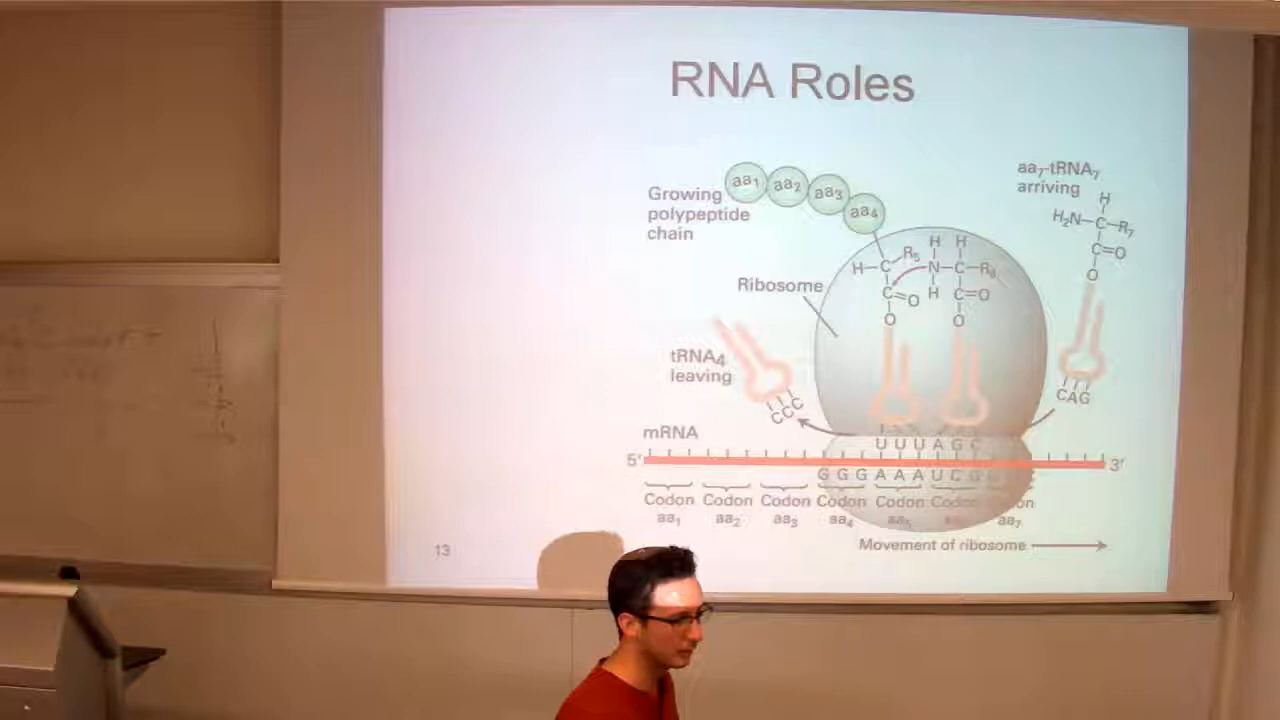 RNA Roles
aa1 aa2 aa3 aa4
Growing
polypeptide
chain
aa7-tRNA7
arriving
H
H2N–C–R7
C=O
O
H H
H–C R5 N–C–R6
C=O H C=O
O O
Ribosome
tRNA4
leaving
CCC
CAG
mRNA
U U U A G C
5' 3'
G G G A A A U C G
Codon Codon Codon Codon Codon Codon
aa1 aa2 aa3 aa4 aa5 aa7
Movement of ribosome
13